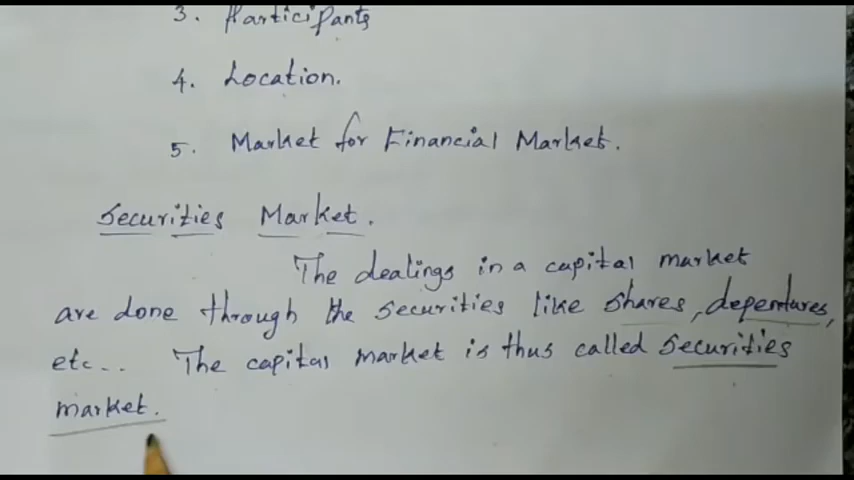 3. Participants
4. Location.
5. Market for Financial Market.
Securities Market.
The dealings in a capital market
are done through the securities like shares, depentures,
etc... The capital market is thus called securities
market.